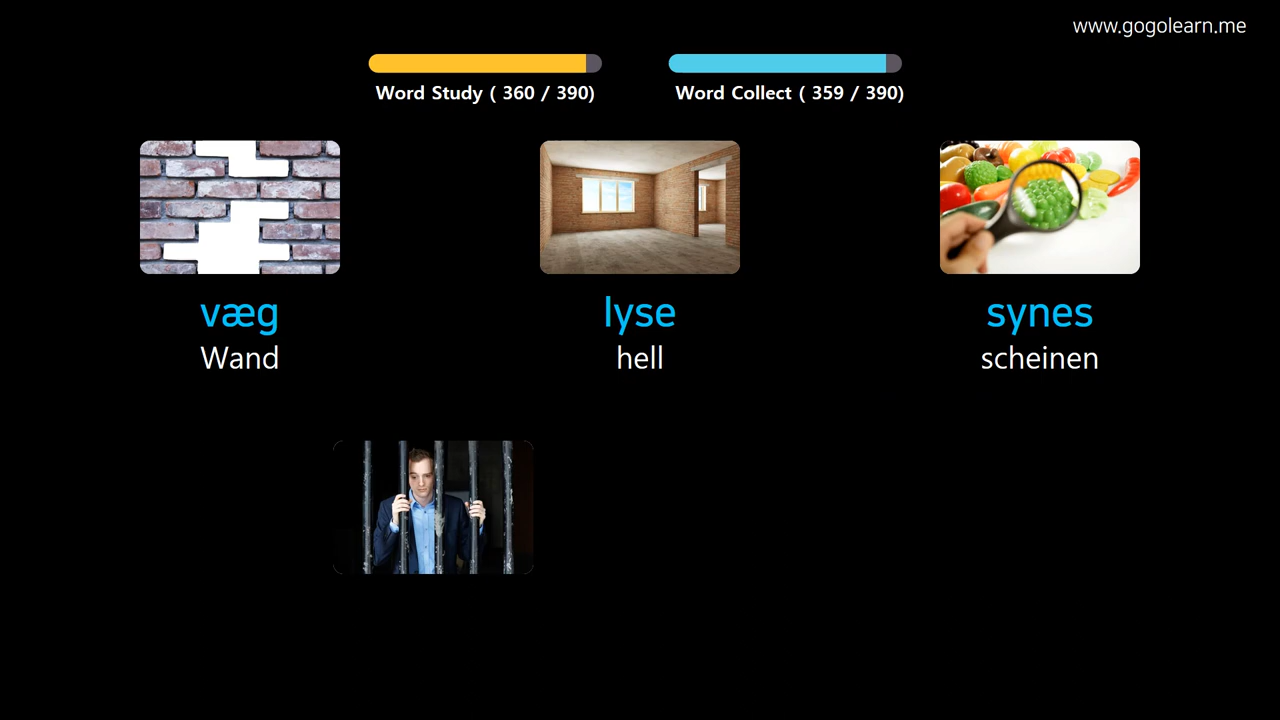 www.gogolearn.me
Word Study ( 360 / 390)
Word Collect ( 359 / 390)
væg
Wand
lyse
hell
synes
scheinen